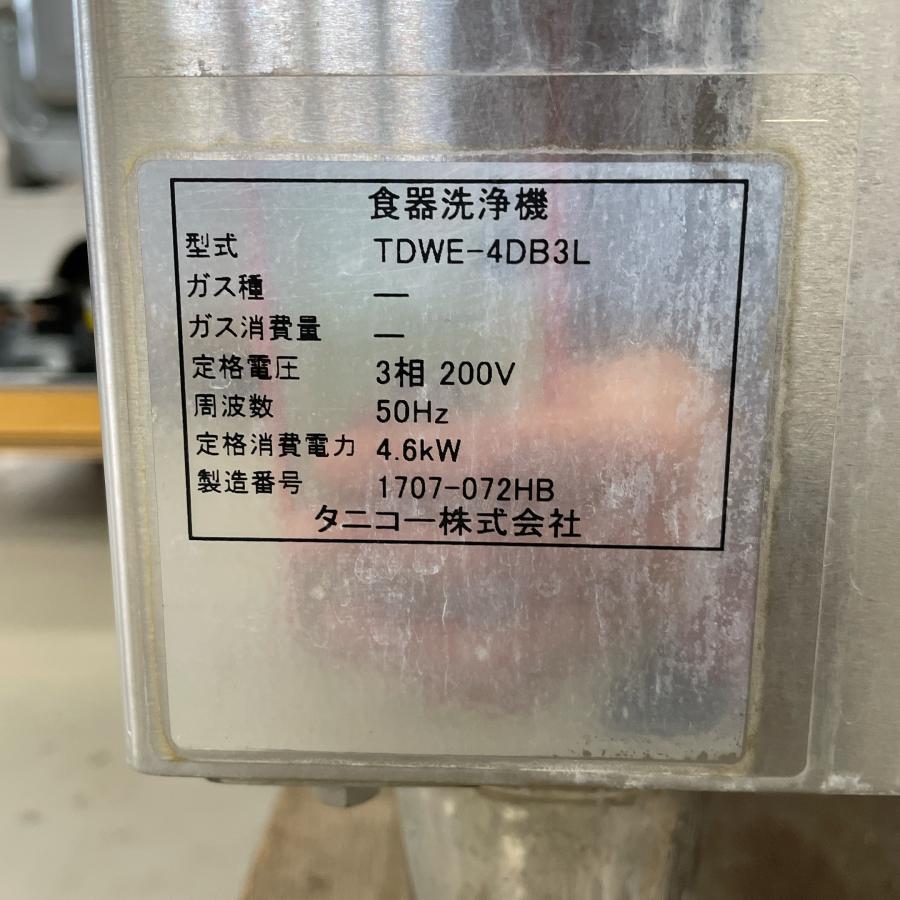 食器洗浄機
型式 TDWE-4DB3L
ガス種 —
ガス消費量 —
定格電圧 3相 200V
周波数 50Hz
定格消費電力 4.6kW
製造番号 1707-072HB
タニコー株式会社